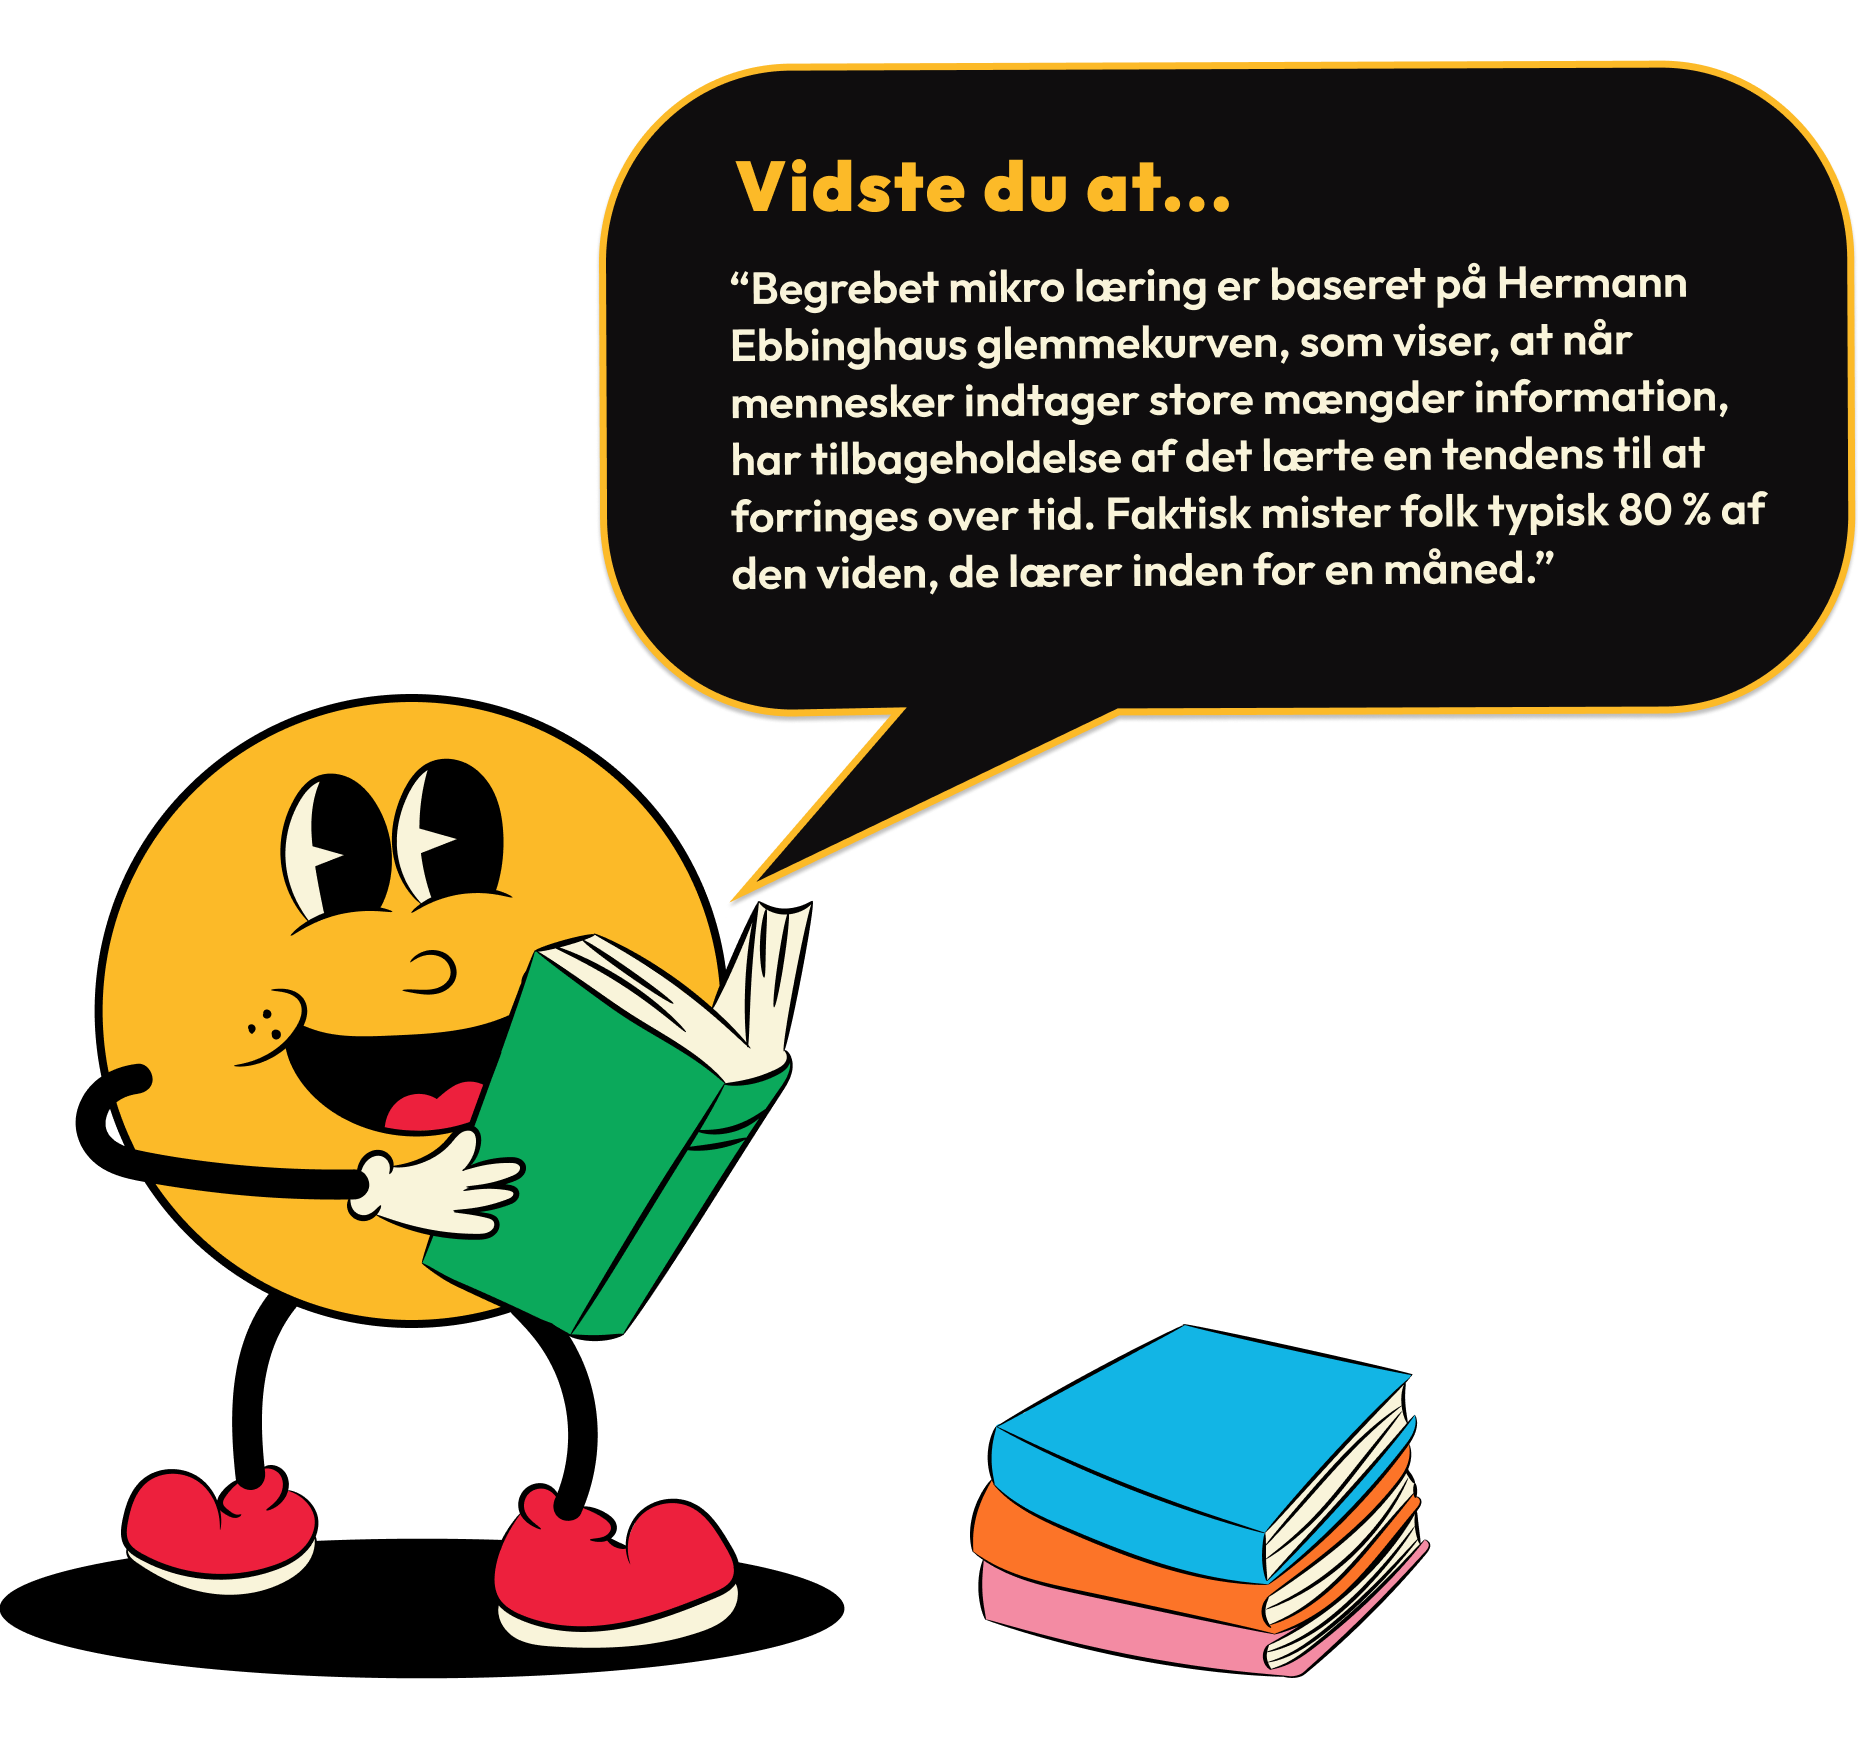 Vidste du at...
“Begrebet mikro læring er baseret på Hermann
Ebbinghaus glemmekurven, som viser, at når
mennesker indtager store mængder information,
har tilbageholdelse af det lærte en tendens til at
forringes over tid. Faktisk mister folk typisk 80 % af
den viden, de lærer inden for en måned.”